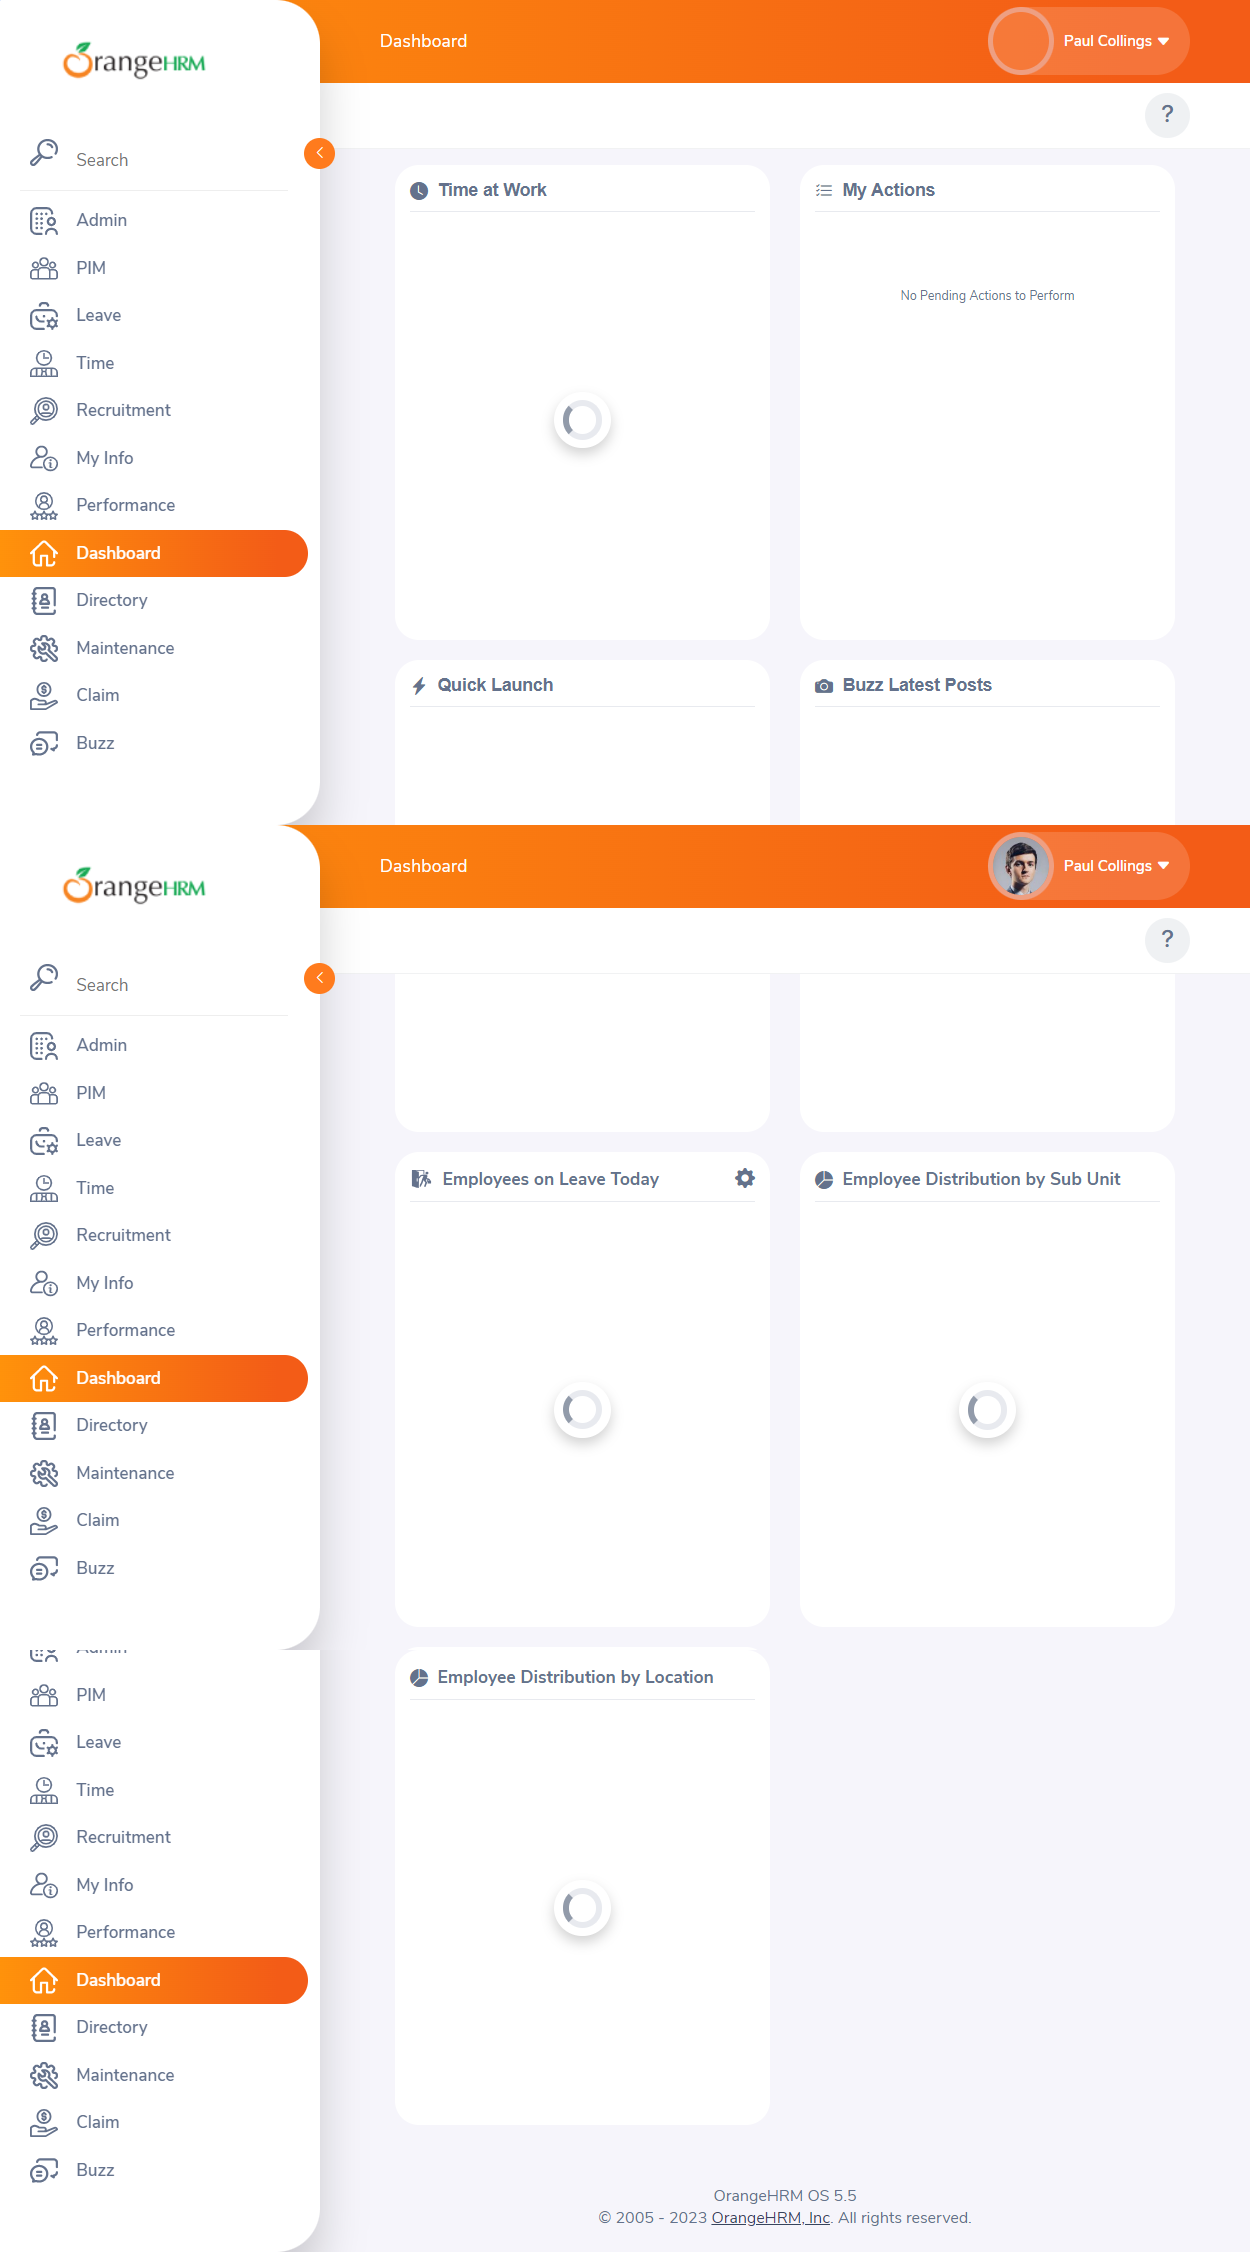 OrangeHRM
Dashboard
Paul Collings
Search
?
Admin
PIM
Leave
Time
Recruitment
My Info
Performance
Dashboard
Directory
Maintenance
Claim
Buzz
Time at Work
My Actions
No Pending Actions to Perform
Quick Launch
Buzz Latest Posts
OrangeHRM
Dashboard
Paul Collings
Search
?
Admin
PIM
Leave
Time
Recruitment
My Info
Performance
Dashboard
Directory
Maintenance
Claim
Buzz
Employees on Leave Today
Employee Distribution by Sub Unit
Admin
PIM
Leave
Time
Recruitment
My Info
Performance
Dashboard
Directory
Maintenance
Claim
Buzz
Employee Distribution by Location
OrangeHRM OS 5.5
© 2005 - 2023 OrangeHRM, Inc. All rights reserved.